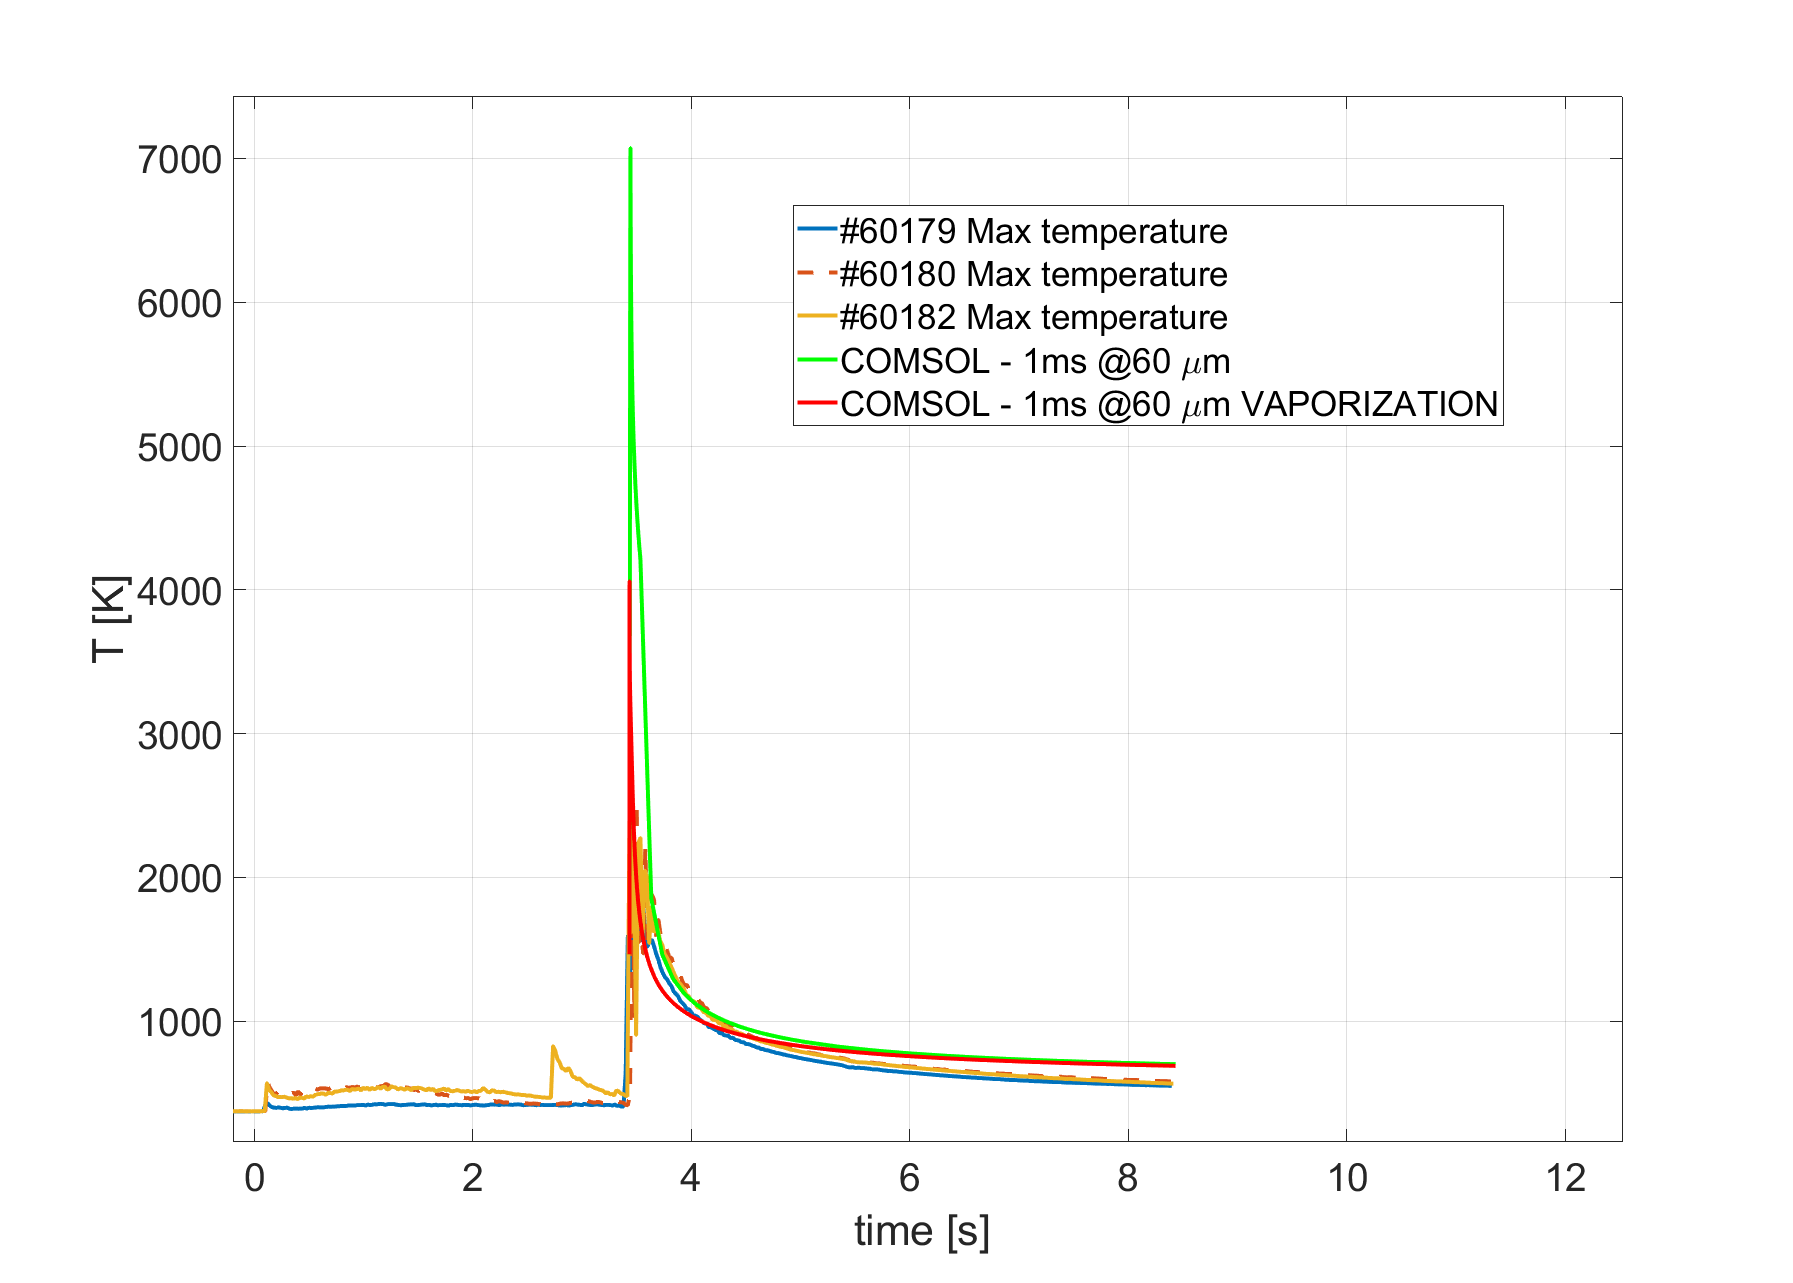 7000
6000
5000
4000
3000
2000
1000
T [K]
#60179 Max temperature
#60180 Max temperature
#60182 Max temperature
COMSOL - 1ms @60 μm
COMSOL - 1ms @60 μm VAPORIZATION
0 2 4 6 8 10 12
time [s]